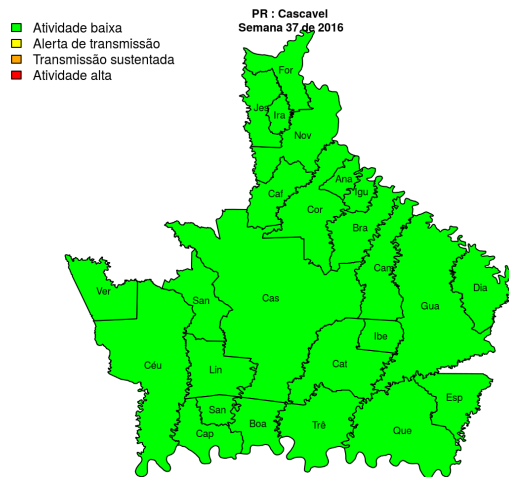 PR : Cascavel
Semana 37 de 2016
Atividade baixa
Alerta de transmissão
Transmissão sustentada
Atividade alta
For
Jes
Ira
Nov
Ana
Igu
Caf
Cor
Bra
Cam
Ver
San
Cas
Gua
Dia
Ibe
Céu
Lin
Cat
Esp
San
Cap
Boa
Trê
Que